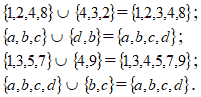 {1,2,4,8} ∪ {4,3,2}={1,2,3,4,8};
{a,b,c} ∪ {d,b}={a,b,c,d};
{1,3,5,7} ∪ {4,9}={1,3,4,5,7,9};
{a,b,c,d} ∪ {b,c}={a,b,c,d}.